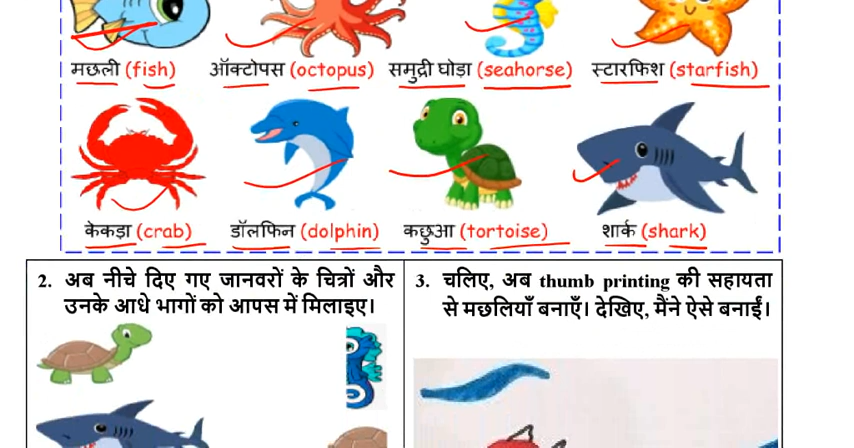 मछली (fish) ऑक्टोपस (octopus) समुद्री घोड़ा (seahorse) स्टारफिश (starfish)
केकड़ा (crab) डॉलफिन (dolphin) कछुआ (tortoise) शार्क (shark)
2. अब नीचे दिए गए जानवरों के चित्रों और
उनके आधे भागों को आपस में मिलाइए।
3. चलिए, अब thumb printing की सहायता
से मछलियाँ बनाएँ। देखिए, मैंने ऐसे बनाईं।